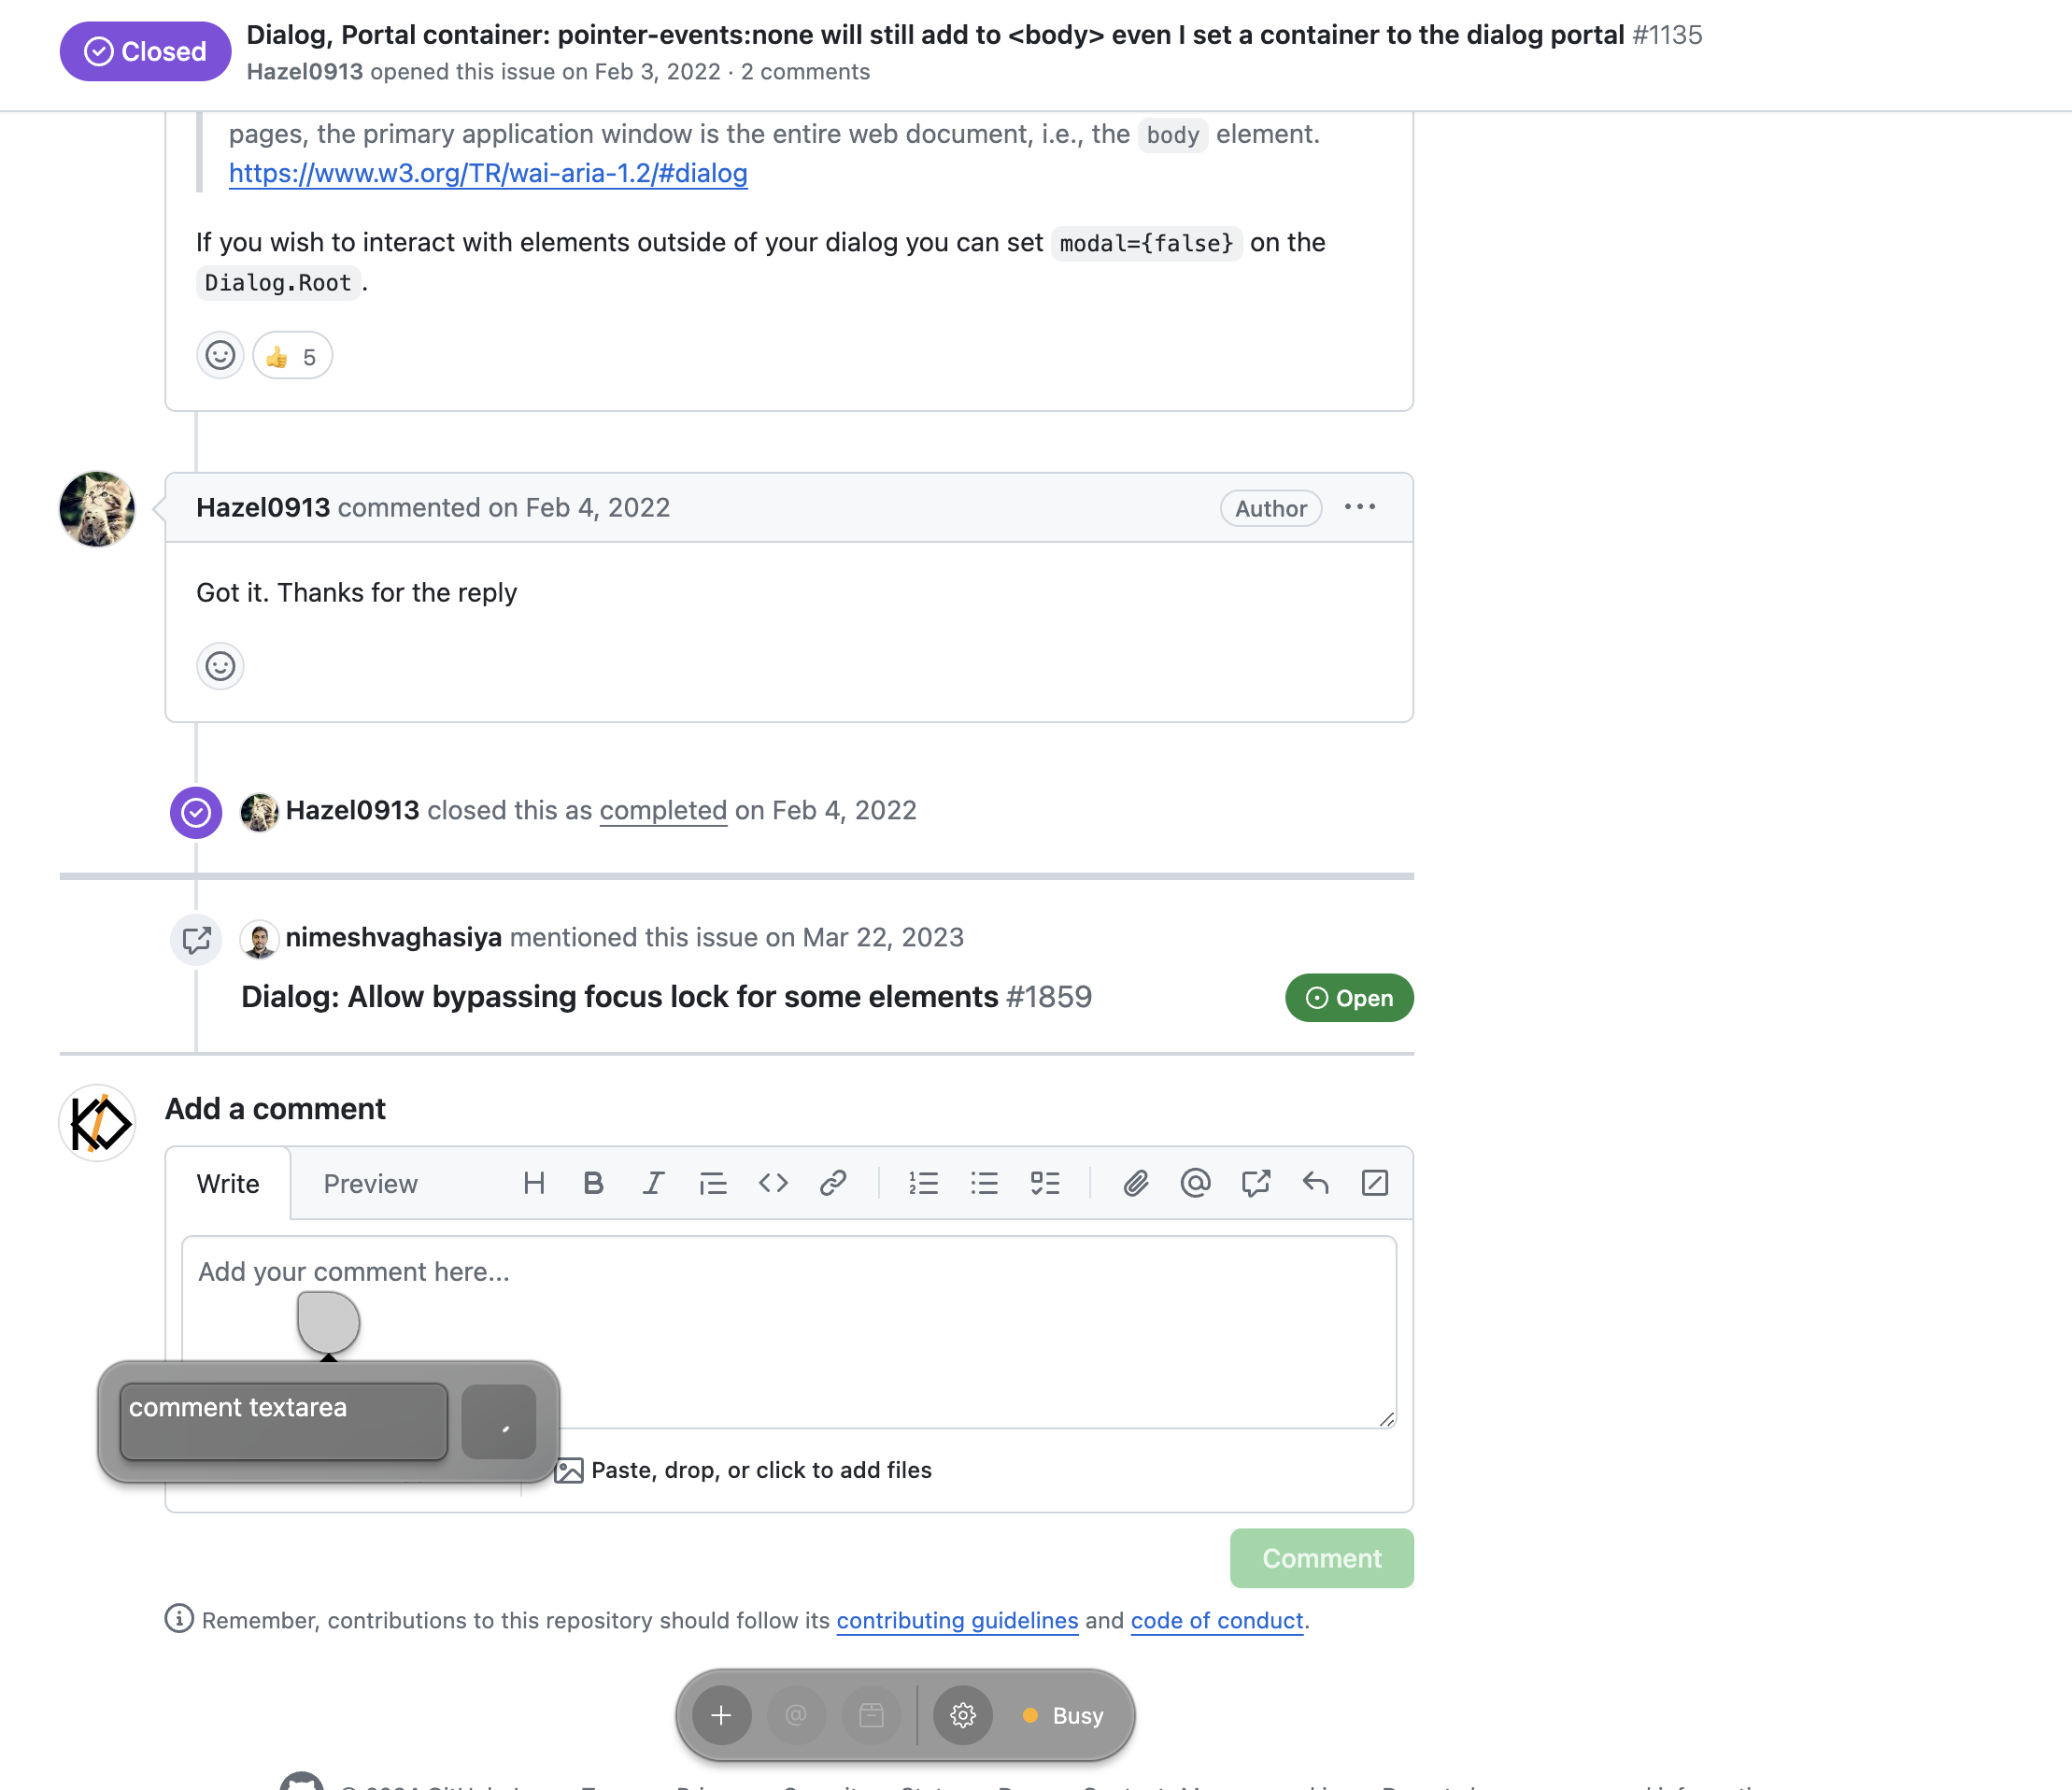 Closed
Dialog, Portal container: pointer-events:none will still add to <body> even I set a container to the dialog portal #1135
Hazel0913 opened this issue on Feb 3, 2022 · 2 comments
pages, the primary application window is the entire web document, i.e., the body element.
https://www.w3.org/TR/wai-aria-1.2/#dialog
If you wish to interact with elements outside of your dialog you can set modal={false} on the
Dialog.Root.
👍 5
Hazel0913 commented on Feb 4, 2022
Author
Got it. Thanks for the reply
Hazel0913 closed this as completed on Feb 4, 2022
nimeshvaghasiya mentioned this issue on Mar 22, 2023
Dialog: Allow bypassing focus lock for some elements #1859
Open
Add a comment
Write Preview
Add your comment here...
comment textarea
Paste, drop, or click to add files
Comment
Remember, contributions to this repository should follow its contributing guidelines and code of conduct.
Busy